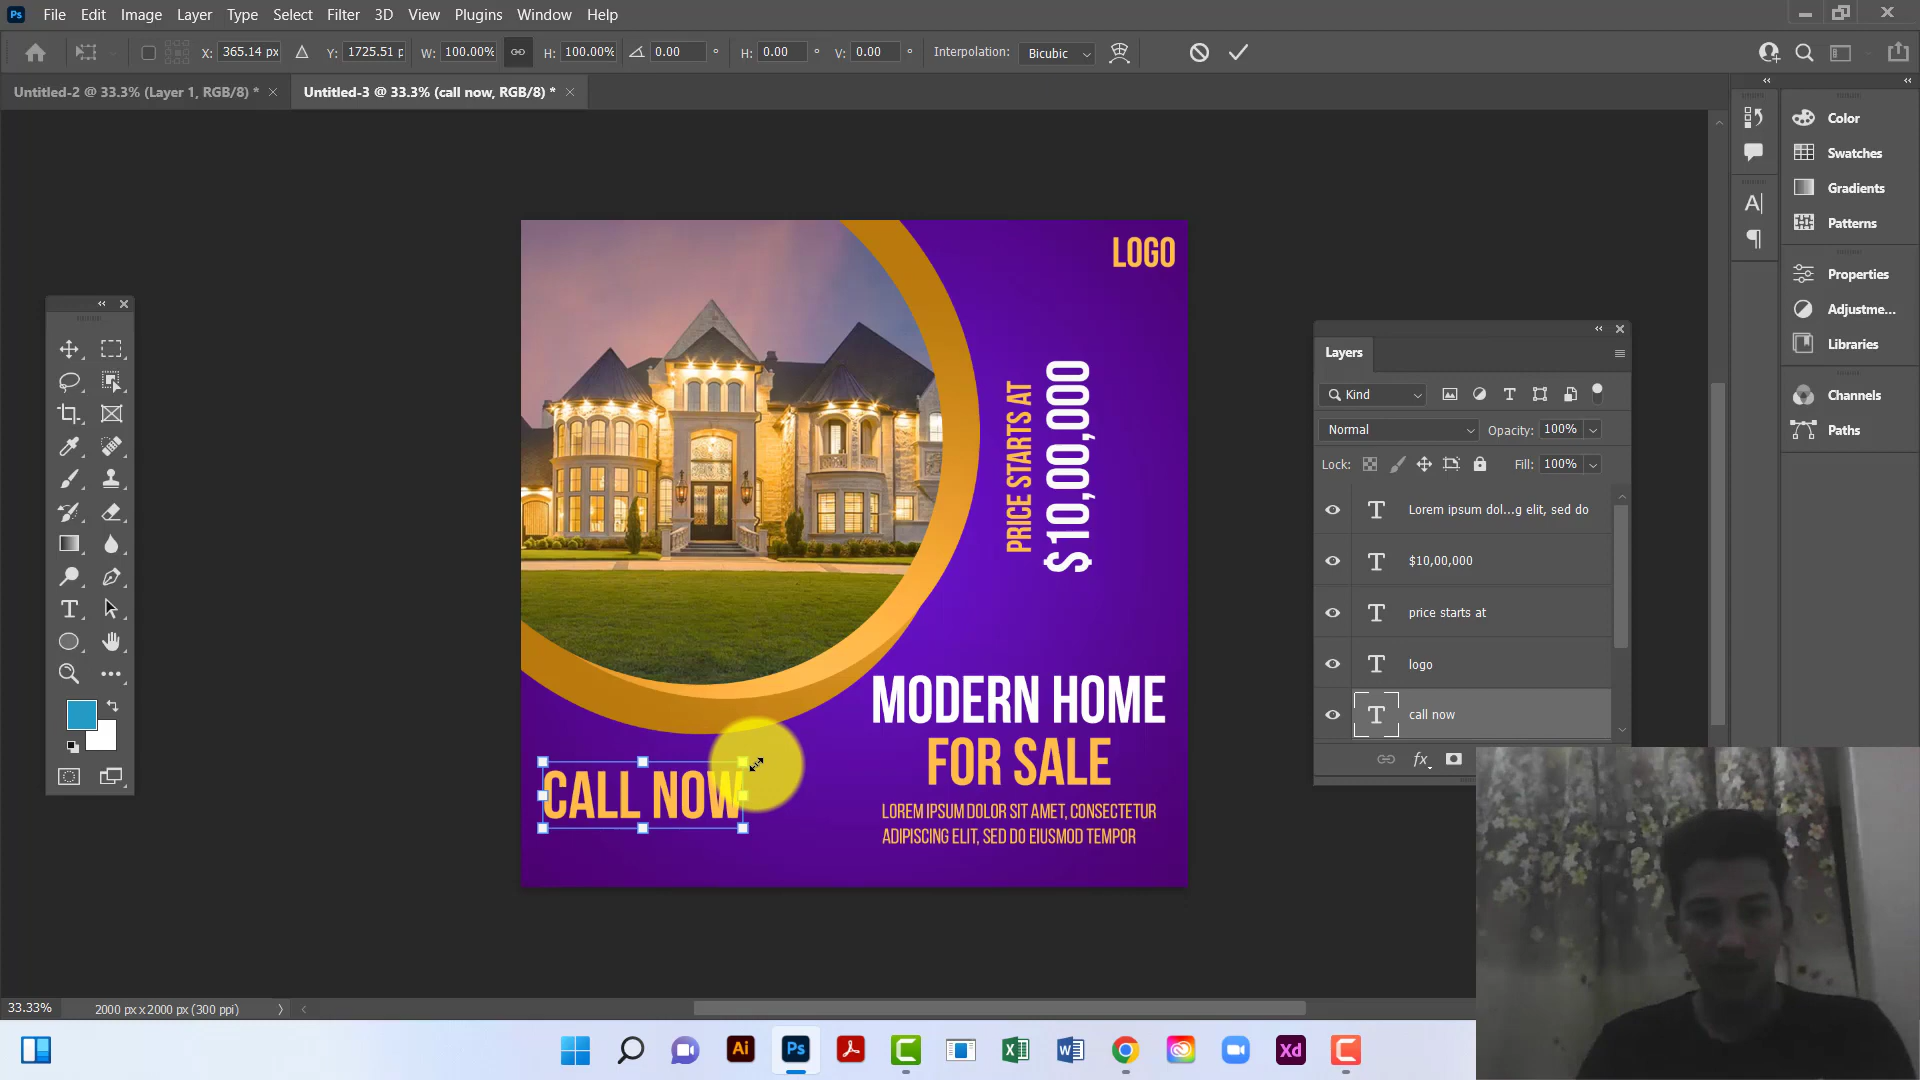 File Edit Image Layer Type Select Filter 3D View Plugins Window Help
X: 365.14 px Y: 1725.51 p W: 100.00% H: 100.00% 0.00 ° H: 0.00 ° V: 0.00 ° Interpolation: Bicubic
Untitled-2 @ 33.3% (Layer 1, RGB/8) * Untitled-3 @ 33.3% (call now, RGB/8) *
LOGO
PRICE STARTS AT
$10,00,000
MODERN HOME
FOR SALE
LOREM IPSUM DOLOR SIT AMET, CONSECTETUR
ADIPISCING ELIT, SED DO EIUSMOD TEMPOR
CALL NOW
Layers
Kind
Normal Opacity: 100%
Lock: Fill: 100%
Lorem ipsum dol...g elit, sed do
$10,00,000
price starts at
logo
call now
fx
Color
Swatches
Gradients
Patterns
Properties
Adjustme...
Libraries
Channels
Paths
33.33% 2000 px x 2000 px (300 ppi)
Ai Ps Xd